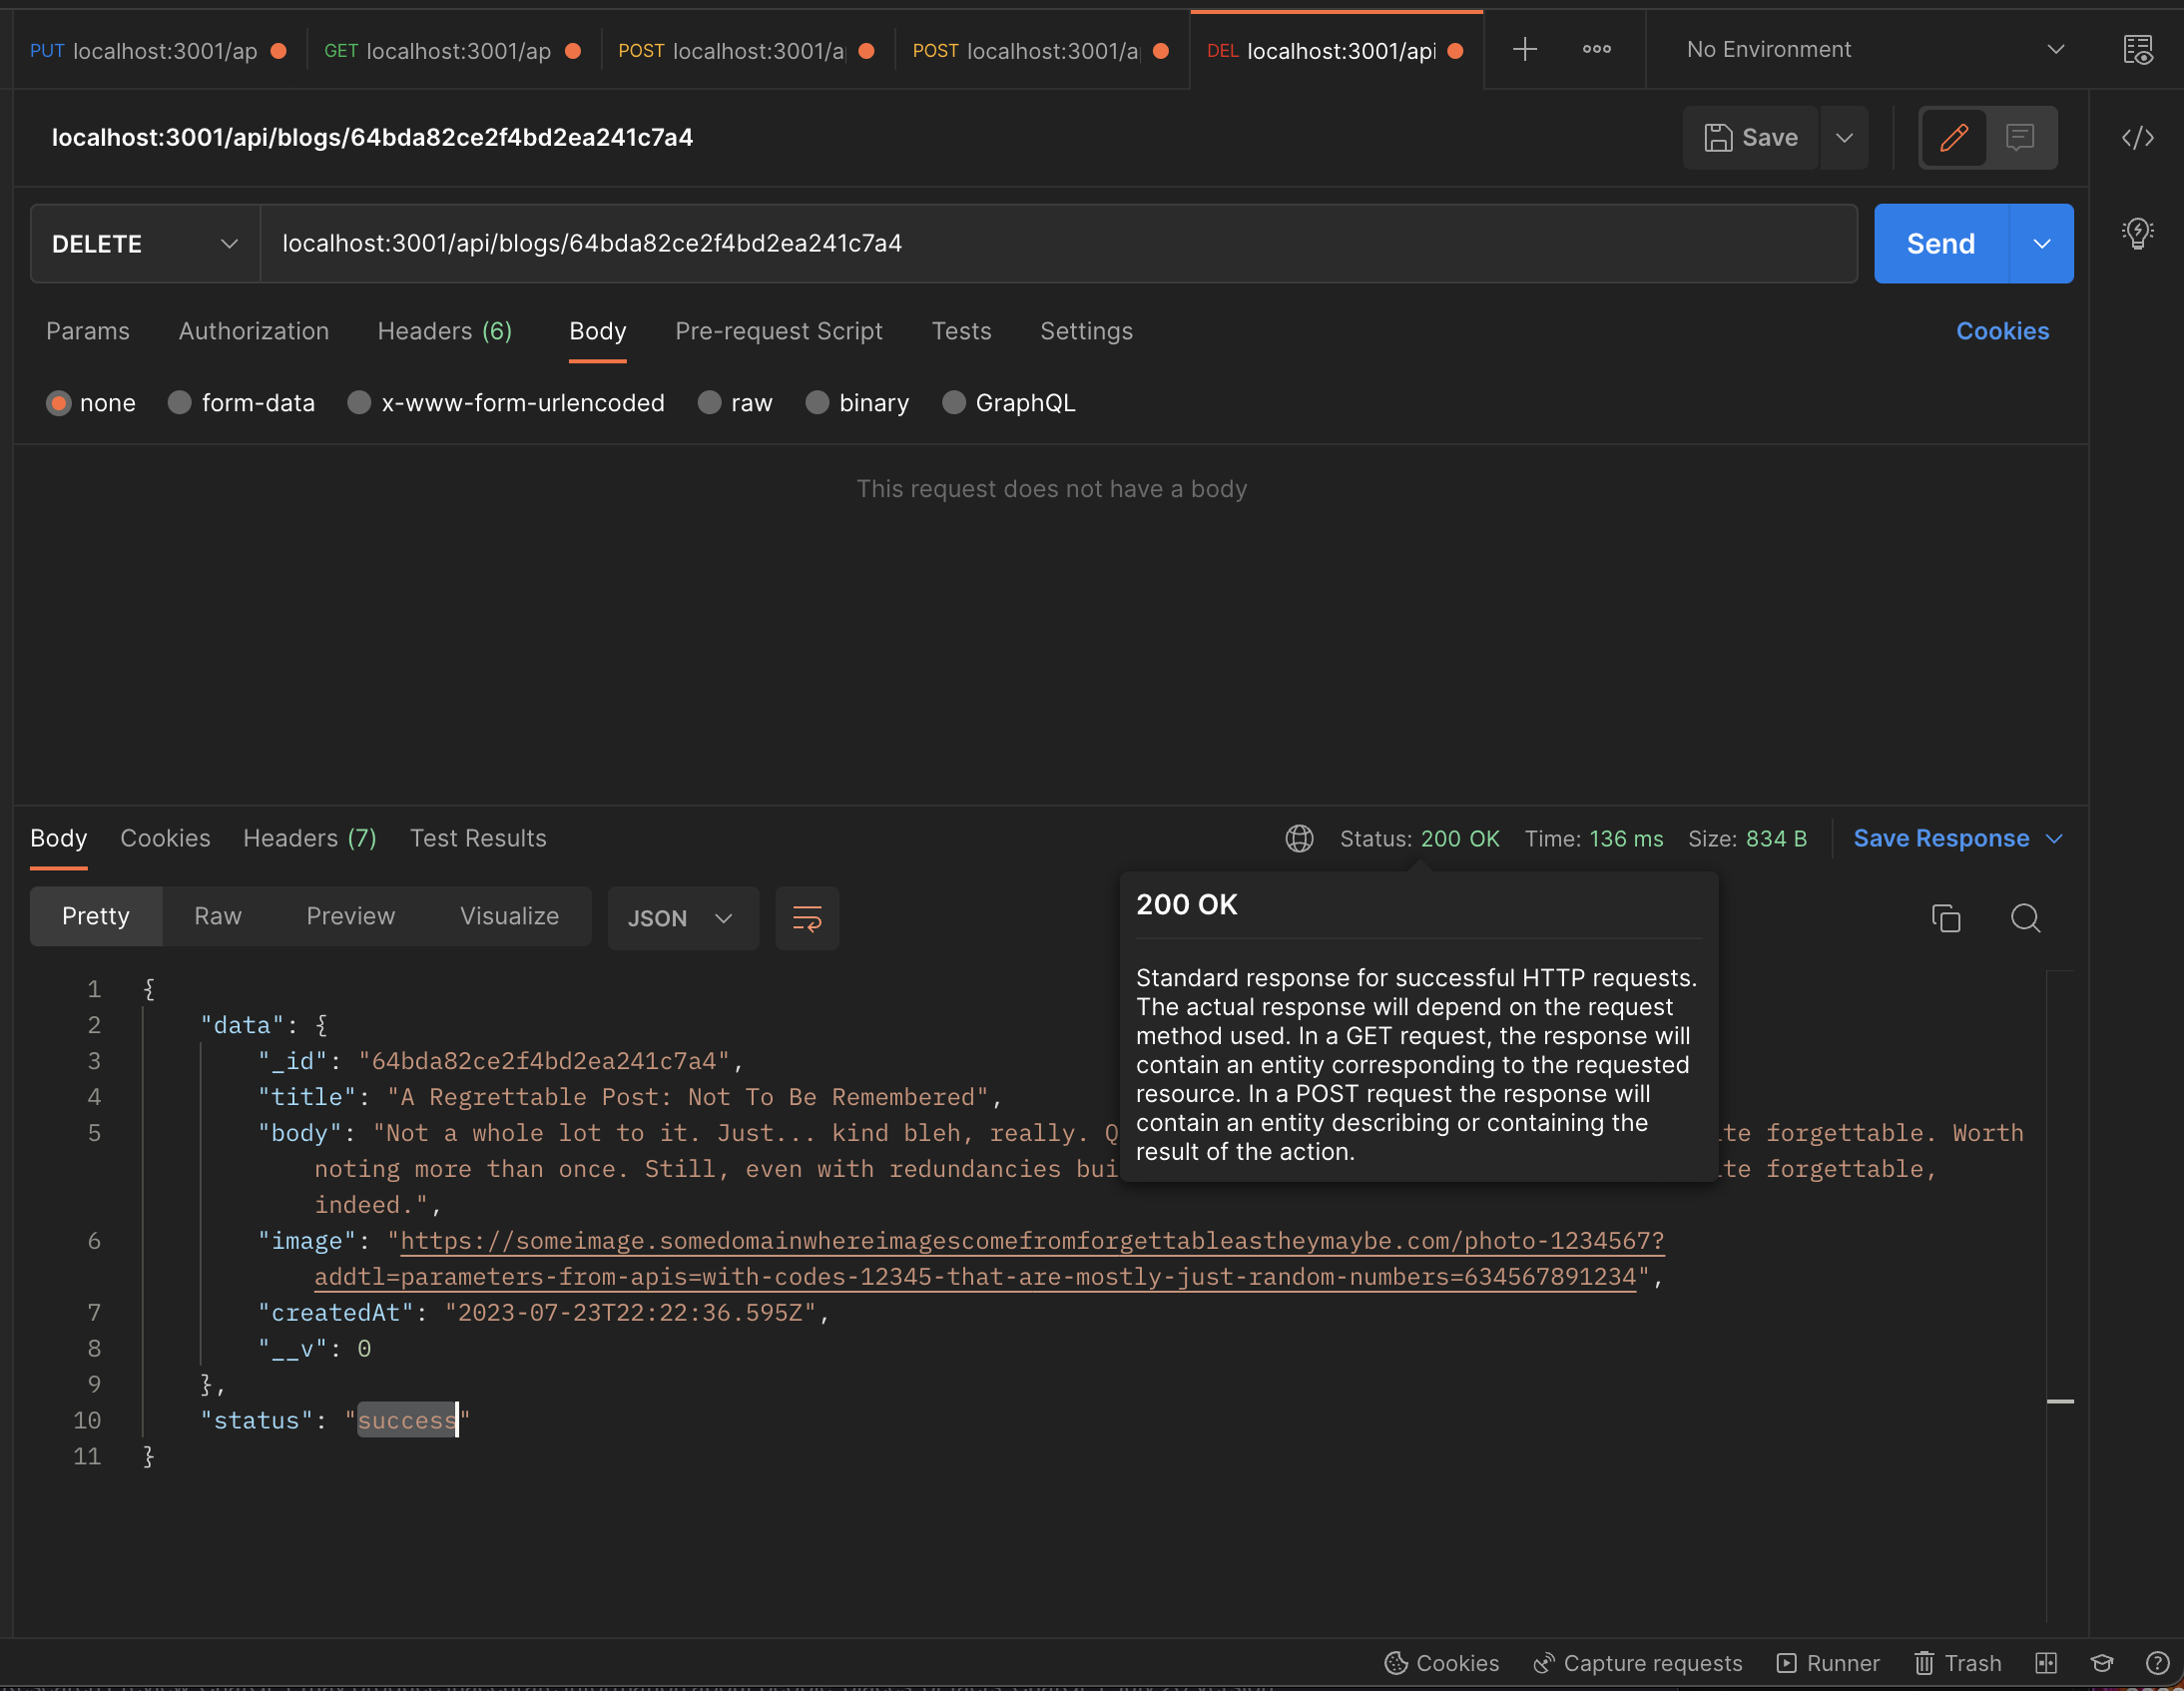 PUT localhost:3001/ap GET localhost:3001/ap POST localhost:3001/a POST localhost:3001/a DEL localhost:3001/api No Environment
localhost:3001/api/blogs/64bda82ce2f4bd2ea241c7a4 Save
DELETE localhost:3001/api/blogs/64bda82ce2f4bd2ea241c7a4 Send
Params Authorization Headers (6) Body Pre-request Script Tests Settings Cookies
none form-data x-www-form-urlencoded raw binary GraphQL
This request does not have a body
Body Cookies Headers (7) Test Results Status: 200 OK Time: 136 ms Size: 834 B Save Response
Pretty Raw Preview Visualize JSON
200 OK
Standard response for successful HTTP requests.
The actual response will depend on the request
method used. In a GET request, the response will
contain an entity corresponding to the requested
resource. In a POST request the response will
contain an entity describing or containing the
result of the action.
1 {
2 "data": {
3 "_id": "64bda82ce2f4bd2ea241c7a4",
4 "title": "A Regrettable Post: Not To Be Remembered",
5 "body": "Not a whole lot to it. Just... kind bleh, really. Q te forgettable. Worth
noting more than once. Still, even with redundancies bui te forgettable,
indeed.",
6 "image": "https://someimage.somedomainwhereimagescomefromforgettableastheymaybe.com/photo-1234567?
addtl=parameters-from-apis=with-codes-12345-that-are-mostly-just-random-numbers=634567891234",
7 "createdAt": "2023-07-23T22:22:36.595Z",
8 "__v": 0
9 },
10 "status": "success"
11 }
Cookies Capture requests Runner Trash